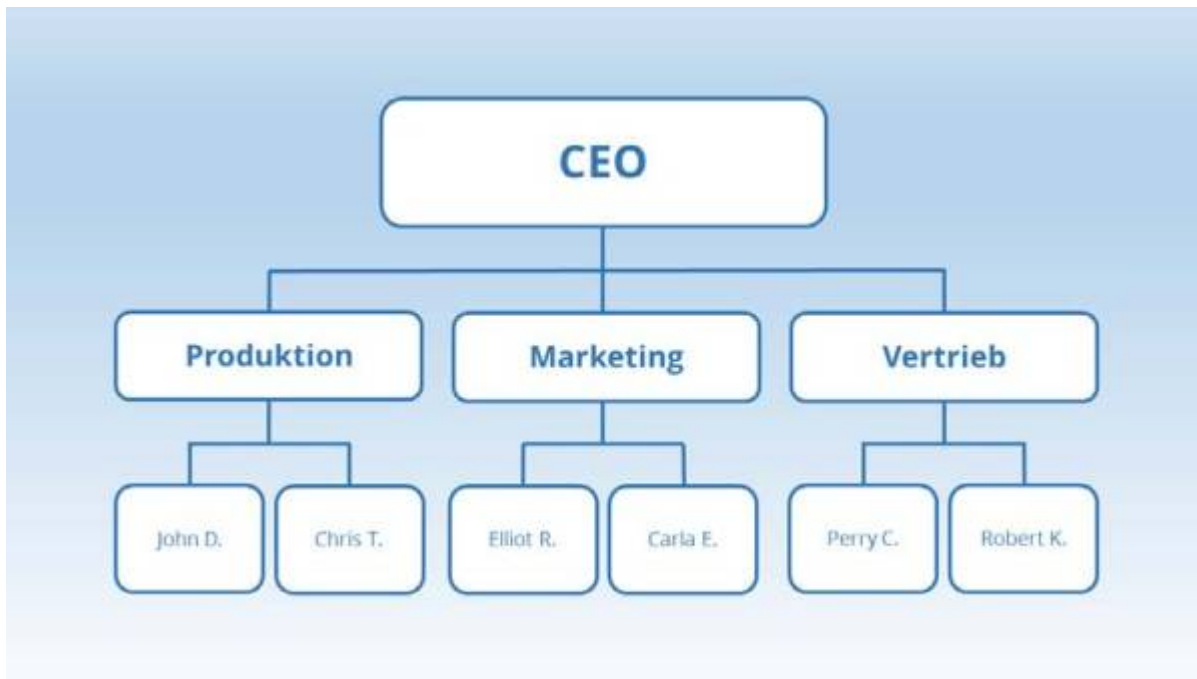 CEO
Produktion
Marketing
Vertrieb
John D.
Chris T.
Elliot R.
Carla E.
Perry C.
Robert K.